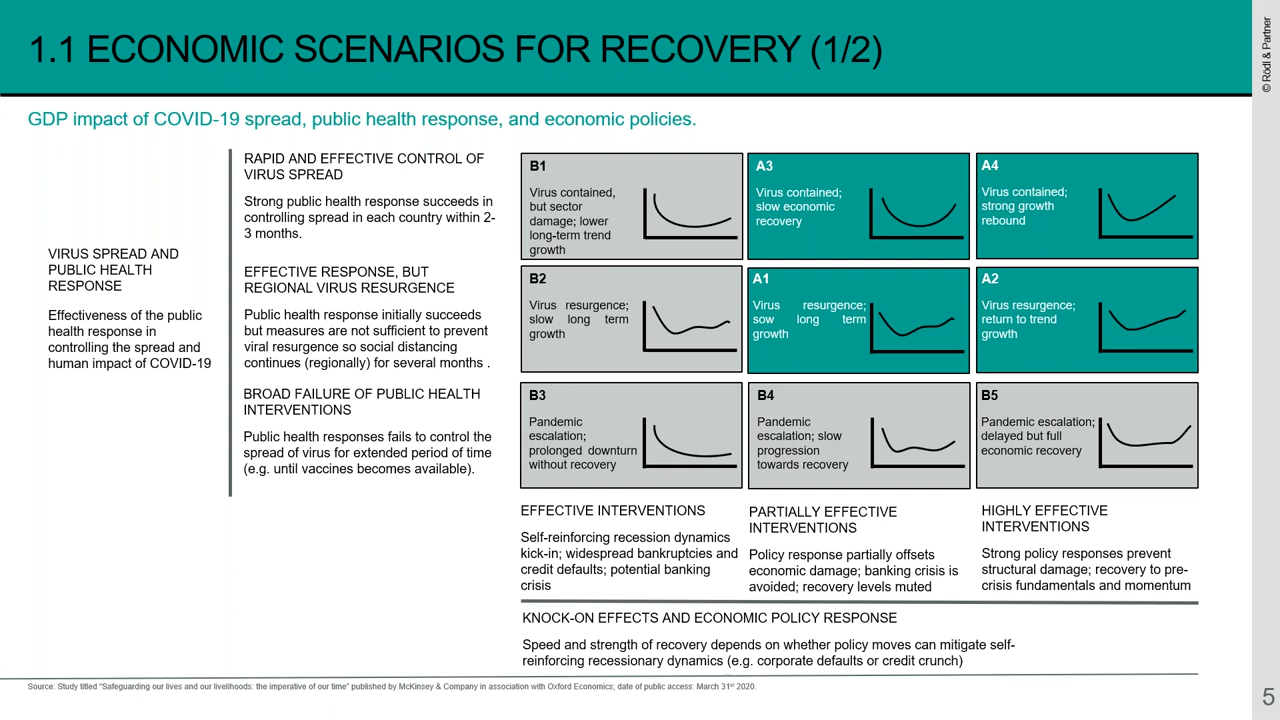 1.1 ECONOMIC SCENARIOS FOR RECOVERY (1/2)
© Rödl & Partner
GDP impact of COVID-19 spread, public health response, and economic policies.
VIRUS SPREAD AND
PUBLIC HEALTH
RESPONSE
Effectiveness of the public
health response in
controlling the spread and
human impact of COVID-19
RAPID AND EFFECTIVE CONTROL OF
VIRUS SPREAD
Strong public health response succeeds in
controlling spread in each country within 2-
3 months.
EFFECTIVE RESPONSE, BUT
REGIONAL VIRUS RESURGENCE
Public health response initially succeeds
but measures are not sufficient to prevent
viral resurgence so social distancing
continues (regionally) for several months .
BROAD FAILURE OF PUBLIC HEALTH
INTERVENTIONS
Public health responses fails to control the
spread of virus for extended period of time
(e.g. until vaccines becomes available).
B1
Virus contained,
but sector
damage; lower
long-term trend
growth
A3
Virus contained;
slow economic
recovery
A4
Virus contained;
strong growth
rebound
B2
Virus resurgence;
slow long term
growth
A1
Virus resurgence;
sow long term
growth
A2
Virus resurgence;
return to trend
growth
B3
Pandemic
escalation;
prolonged downturn
without recovery
B4
Pandemic
escalation; slow
progression
towards recovery
B5
Pandemic escalation;
delayed but full
economic recovery
EFFECTIVE INTERVENTIONS
Self-reinforcing recession dynamics
kick-in; widespread bankruptcies and
credit defaults; potential banking
crisis
PARTIALLY EFFECTIVE
INTERVENTIONS
Policy response partially offsets
economic damage; banking crisis is
avoided; recovery levels muted
HIGHLY EFFECTIVE
INTERVENTIONS
Strong policy responses prevent
structural damage; recovery to pre-
crisis fundamentals and momentum
KNOCK-ON EFFECTS AND ECONOMIC POLICY RESPONSE
Speed and strength of recovery depends on whether policy moves can mitigate self-
reinforcing recessionary dynamics (e.g. corporate defaults or credit crunch)
Source: Study titled "Safeguarding our lives and our livelihoods: the imperative of our time" published by McKinsey & Company in association with Oxford Economics; date of public access: March 31st 2020.
5